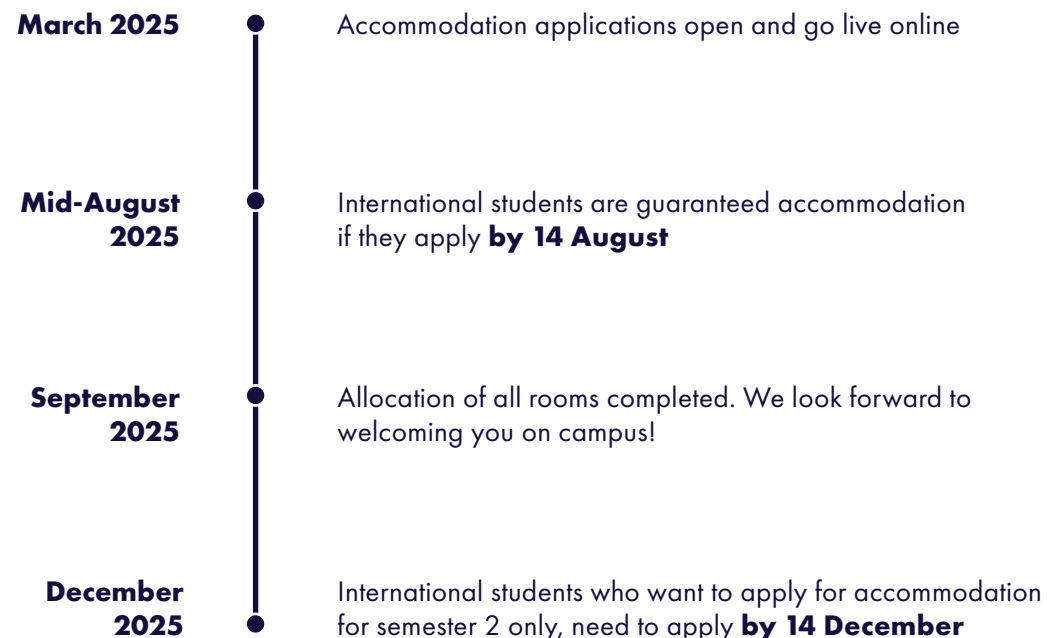 March 2025
Accommodation applications open and go live online
Mid-August
2025
International students are guaranteed accommodation
if they apply by 14 August
September
2025
Allocation of all rooms completed. We look forward to
welcoming you on campus!
December
2025
International students who want to apply for accommodation
for semester 2 only, need to apply by 14 December